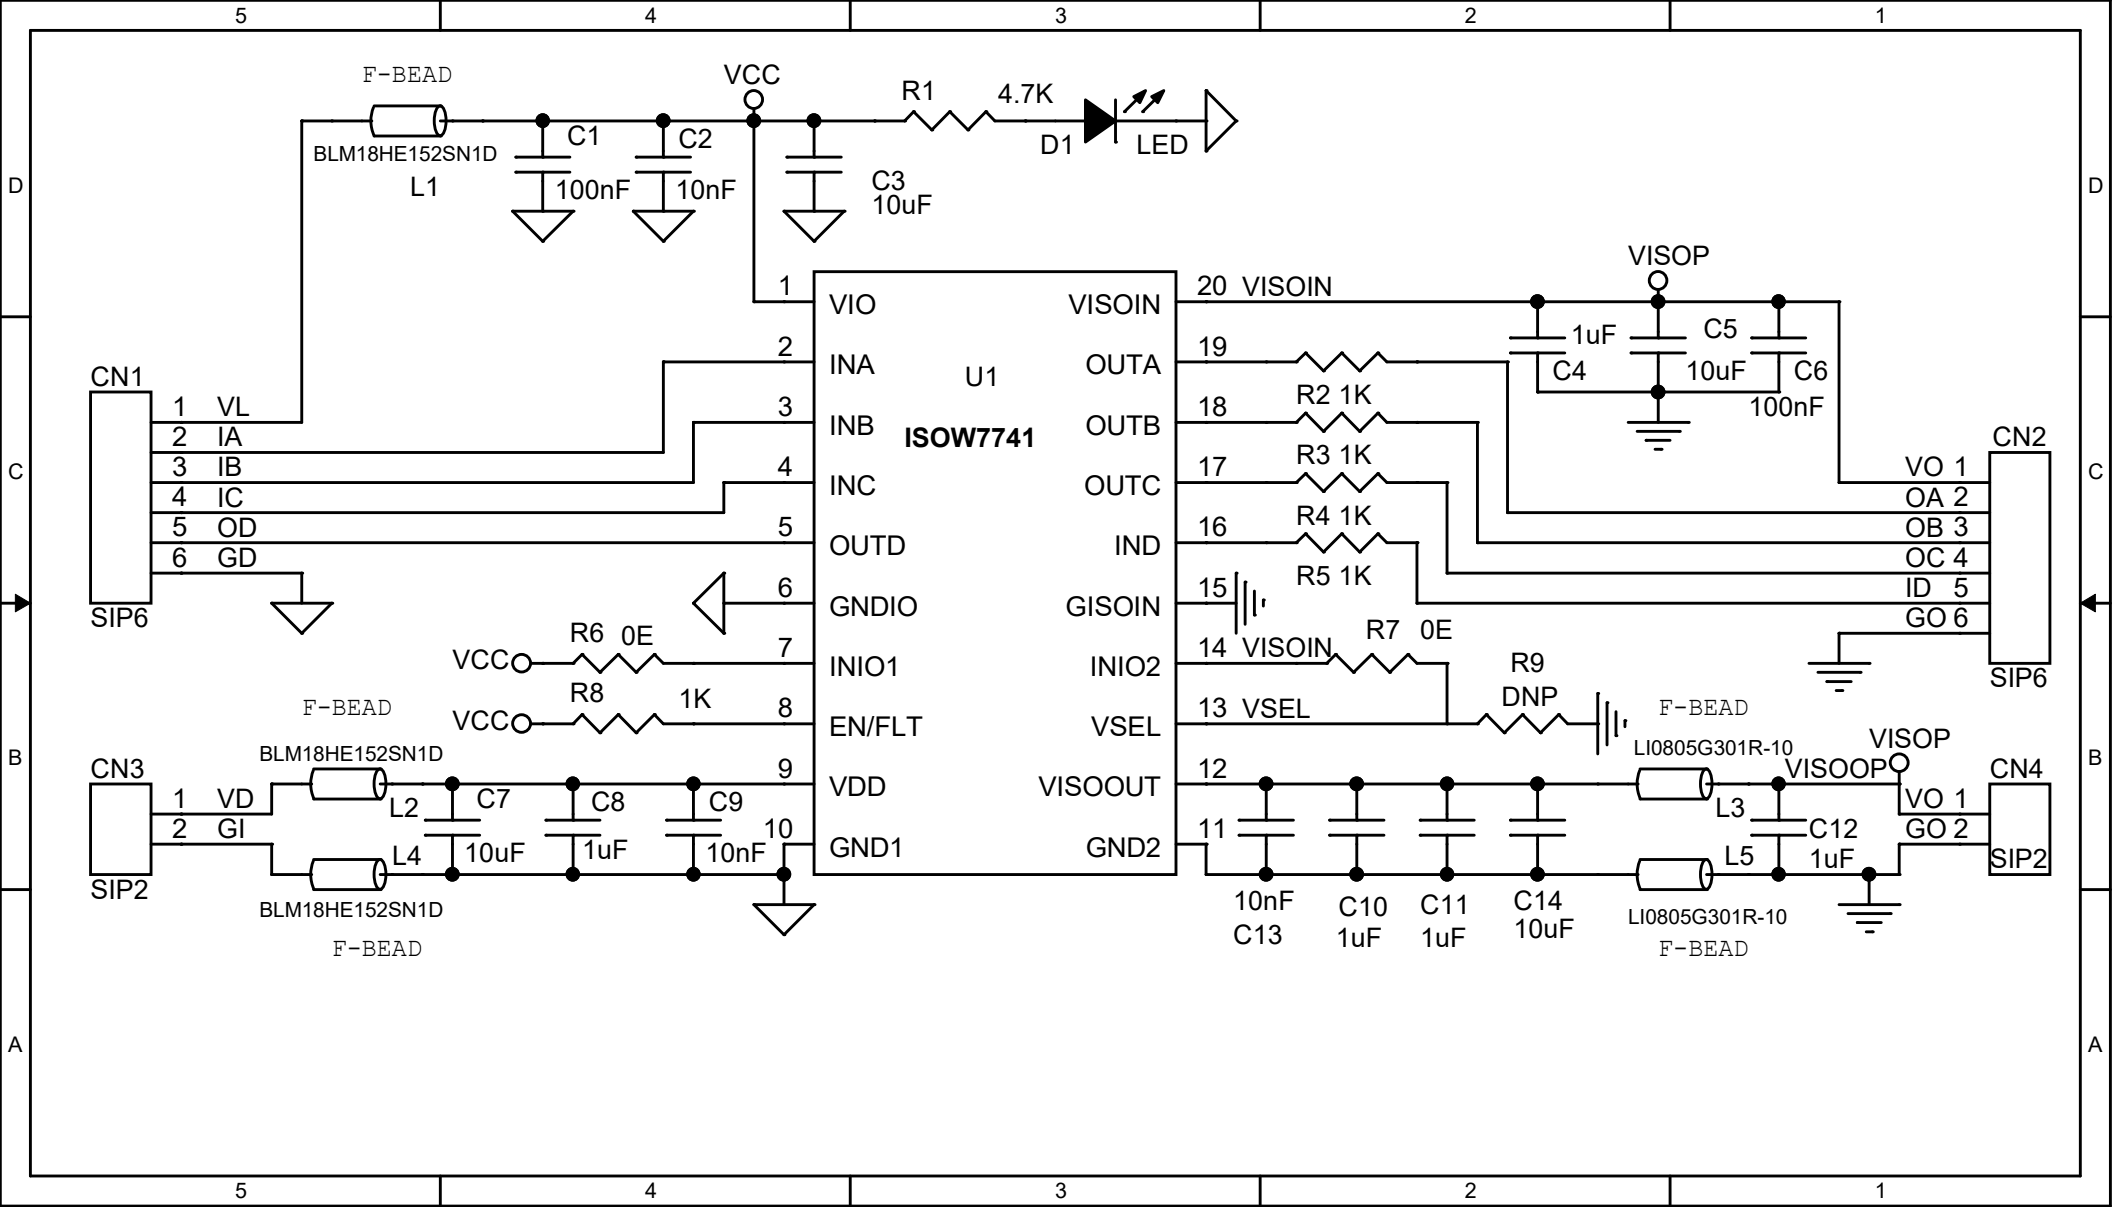 5 4 3 2 1
F-BEAD
VCC
R1 4.7K
C1 C2
BLM18HE152SN1D
D1 LED
L1
100nF 10nF
C3
10uF
D D
VISOP
1 VIO
VISOIN 20 VISOIN
2 INA
OUTA 19
1uF C5
C4 10uF C6
100nF
U1
ISOW7741
CN1
1 VL
2 IA
3 IB
4 IC
5 OD
6 GD
SIP6
3 INB
4 INC
5 OUTD
6 GNDIO
R2 1K
OUTB 18
R3 1K
OUTC 17
R4 1K
IND 16
R5 1K
GISOIN 15
CN2
VO 1
OA 2
OB 3
OC 4
ID 5
GO 6
SIP6
C C
R6 0E
VCC 7 INIO1
R8 1K
VCC 8 EN/FLT
INIO2 14 VISOIN
R7 0E
VSEL 13 VSEL
R9
DNP
F-BEAD
BLM18HE152SN1D
F-BEAD
LI0805G301R-10
VISOP
VISOOP
B B
CN3
1 VD
2 GI
SIP2
L2 C7 C8 C9
9 VDD
L4 10uF 1uF 10nF
10 GND1
BLM18HE152SN1D
F-BEAD
VISOOUT 12
GND2 11
L3
L5
C12
1uF
CN4
VO 1
GO 2
SIP2
10nF
C13
C10
1uF
C11
1uF
C14
10uF
LI0805G301R-10
F-BEAD
A A
5 4 3 2 1